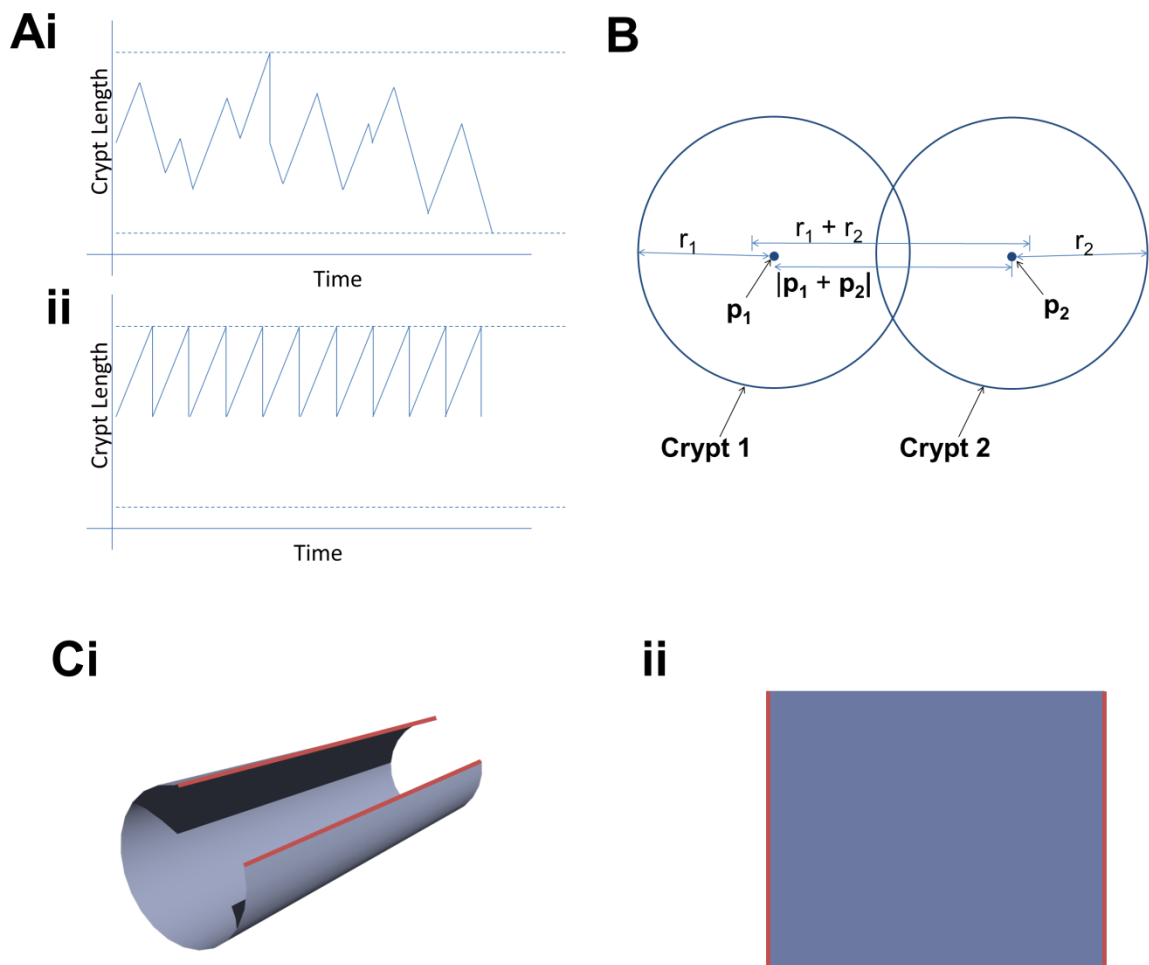 Ai
Crypt Length
Time
ii
Crypt Length
Time
B
r1 + r2
r1
r2
|p1 + p2|
p1
p2
Crypt 1
Crypt 2
Ci
ii